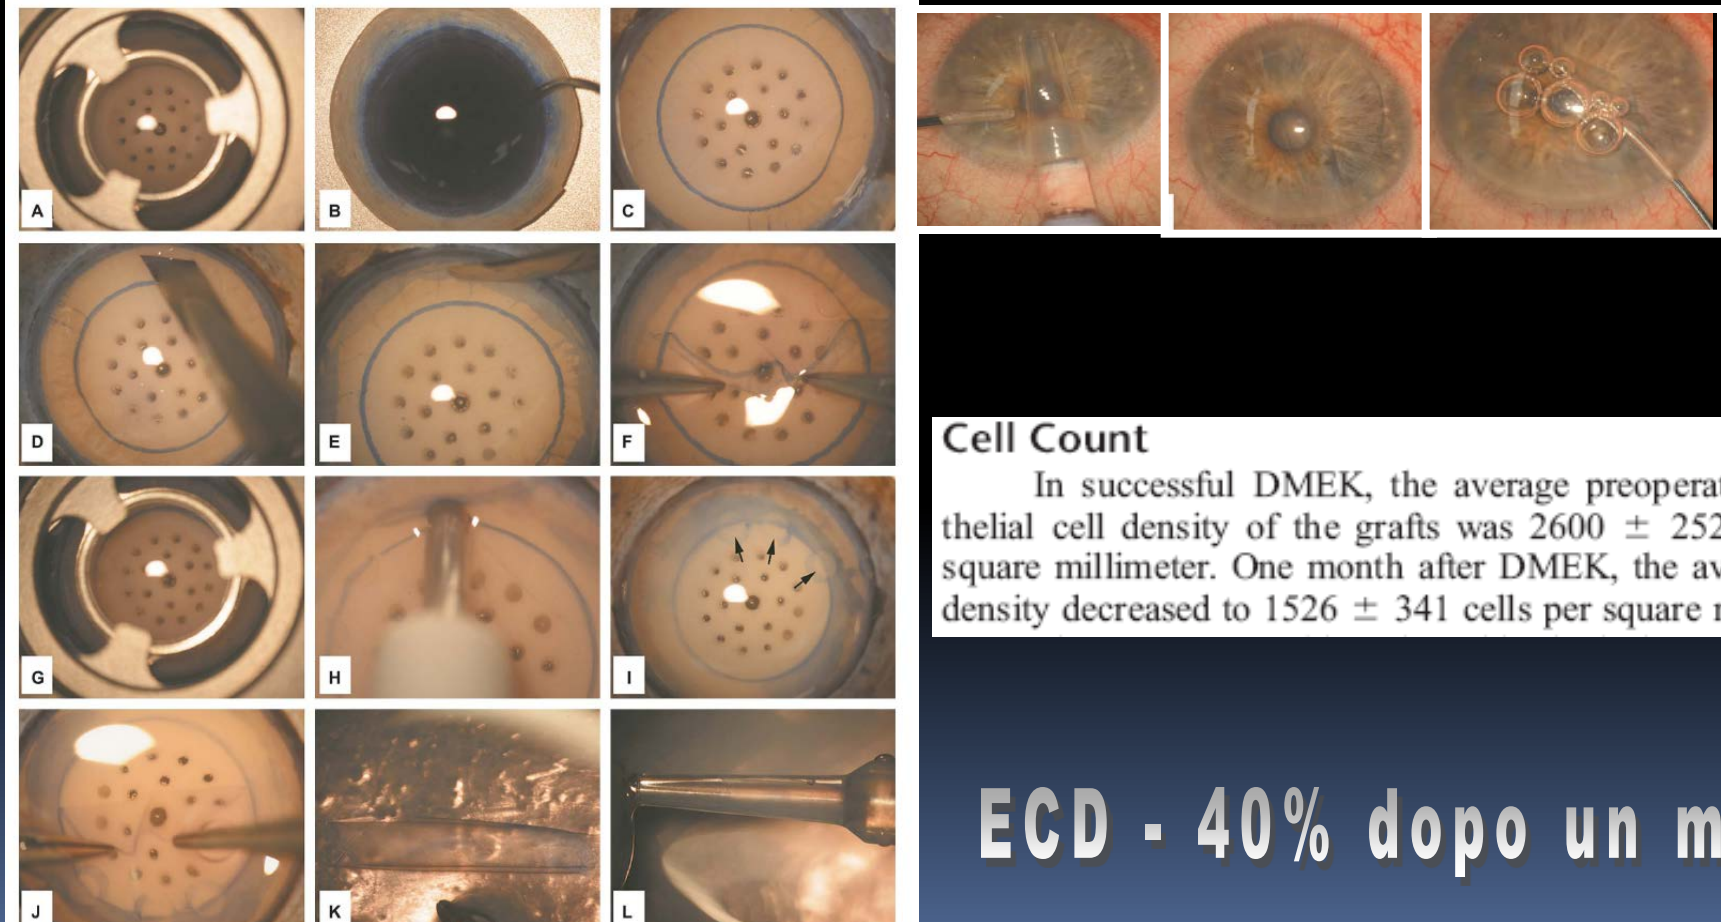 A
B
C
D
E
F
G
H
I
J
K
L
Cell Count
In successful DMEK, the average preoperat
thelial cell density of the grafts was 2600 ± 252
square millimeter. One month after DMEK, the av
density decreased to 1526 ± 341 cells per square
ECD - 40% dopo un m